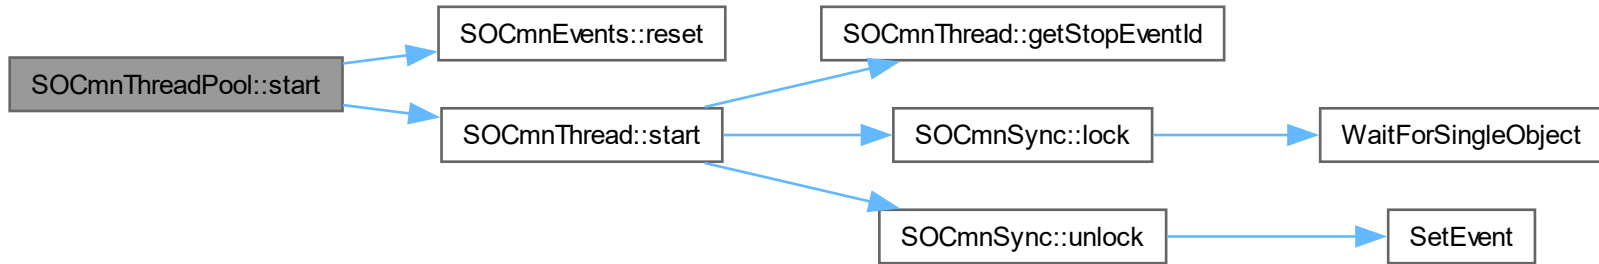 SOCmnThreadPool::start
SOCmnEvents::reset
SOCmnThread::start
SOCmnThread::getStopEventId
SOCmnSync::lock
WaitForSingleObject
SOCmnSync::unlock
SetEvent